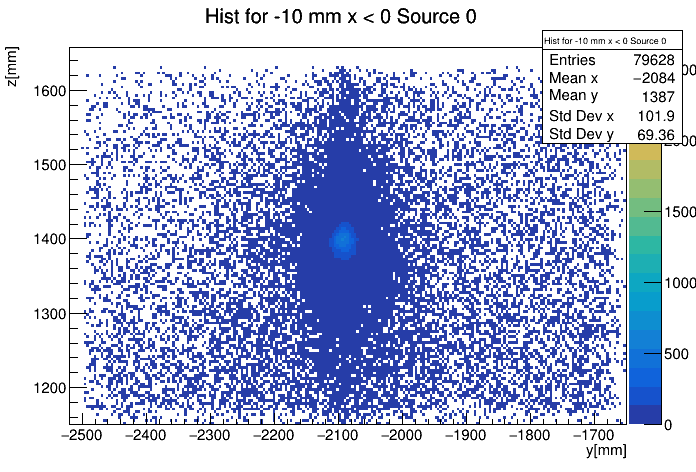 Hist for -10 mm x < 0 Source 0
Hist for -10 mm x < 0 Source 0
Entries 79628
Mean x −2084
Mean y 1387
Std Dev x 101.9
Std Dev y 69.36
z[mm]
1600
1500
1400
1300
1200
−2500 −2400 −2300 −2200 −2100 −2000 −1900 −1800 −1700
y[mm]
1500
1000
500
0